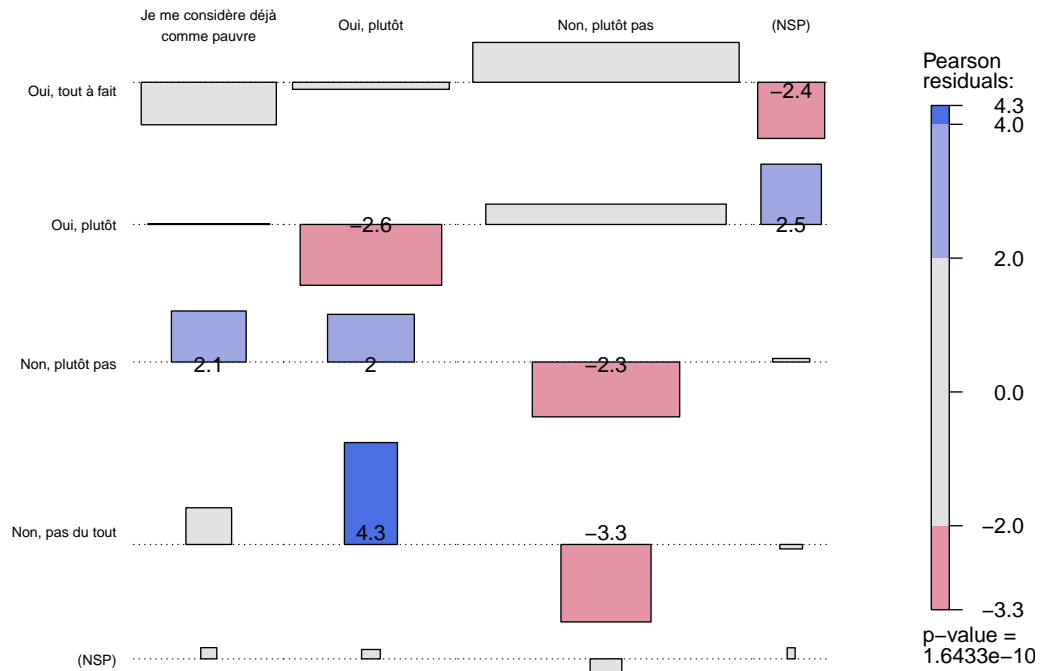 Je me considère déjà
comme pauvre
Oui, plutôt
Non, plutôt pas
(NSP)
Pearson
residuals:
4.3
4.0
2.0
0.0
−2.0
−3.3
p−value =
1.6433e−10
Oui, tout à fait
−2.4
Oui, plutôt
−2.6
2.5
Non, plutôt pas
2.1
2
−2.3
Non, pas du tout
4.3
−3.3
(NSP)